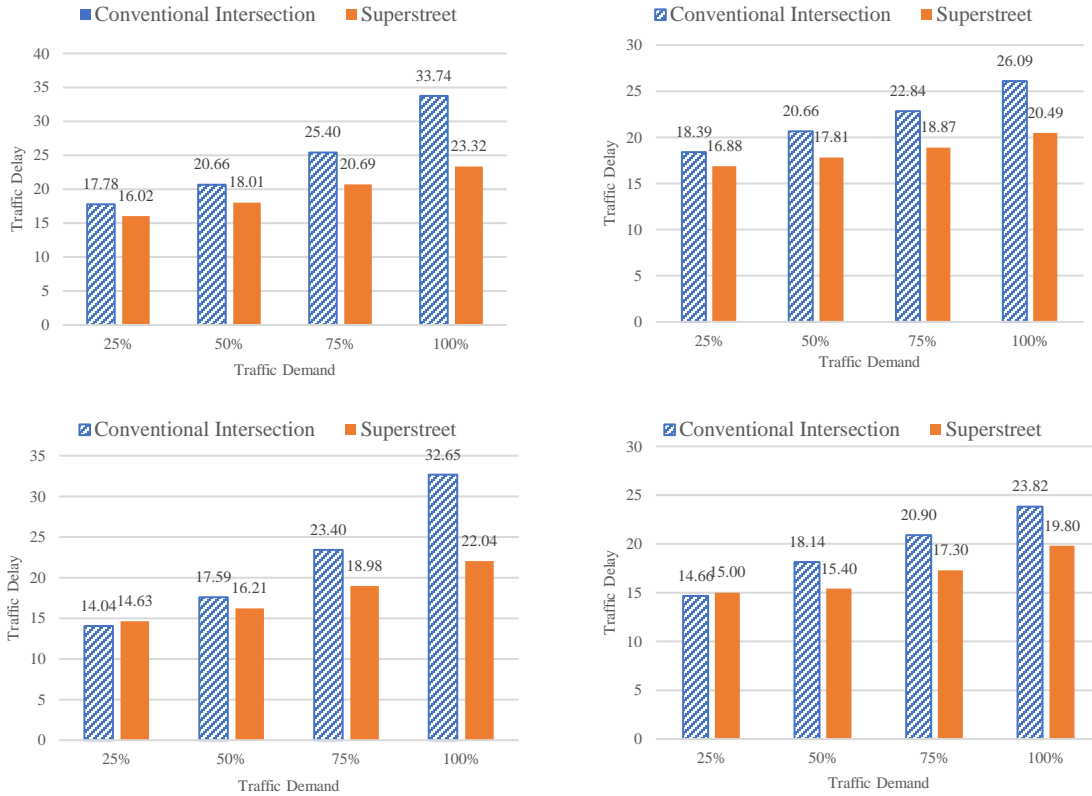 Conventional Intersection Superstreet
40
35
30
25
20
15
10
5
0
Traffic Delay
17.78 16.02
20.66 18.01
25.40 20.69
33.74 23.32
25% 50% 75% 100%
Traffic Demand
Conventional Intersection Superstreet
30
25
20
15
10
5
0
Traffic Delay
18.39 16.88
20.66 17.81
22.84 18.87
26.09 20.49
25% 50% 75% 100%
Traffic Demand
Conventional Intersection Superstreet
35
30
25
20
15
10
5
0
Traffic Delay
14.04 14.63
17.59 16.21
23.40 18.98
32.65 22.04
25% 50% 75% 100%
Traffic Demand
Conventional Intersection Superstreet
30
25
20
15
10
5
0
Traffic Delay
14.66 15.00
18.14 15.40
20.90 17.30
23.82 19.80
25% 50% 75% 100%
Traffic Demand